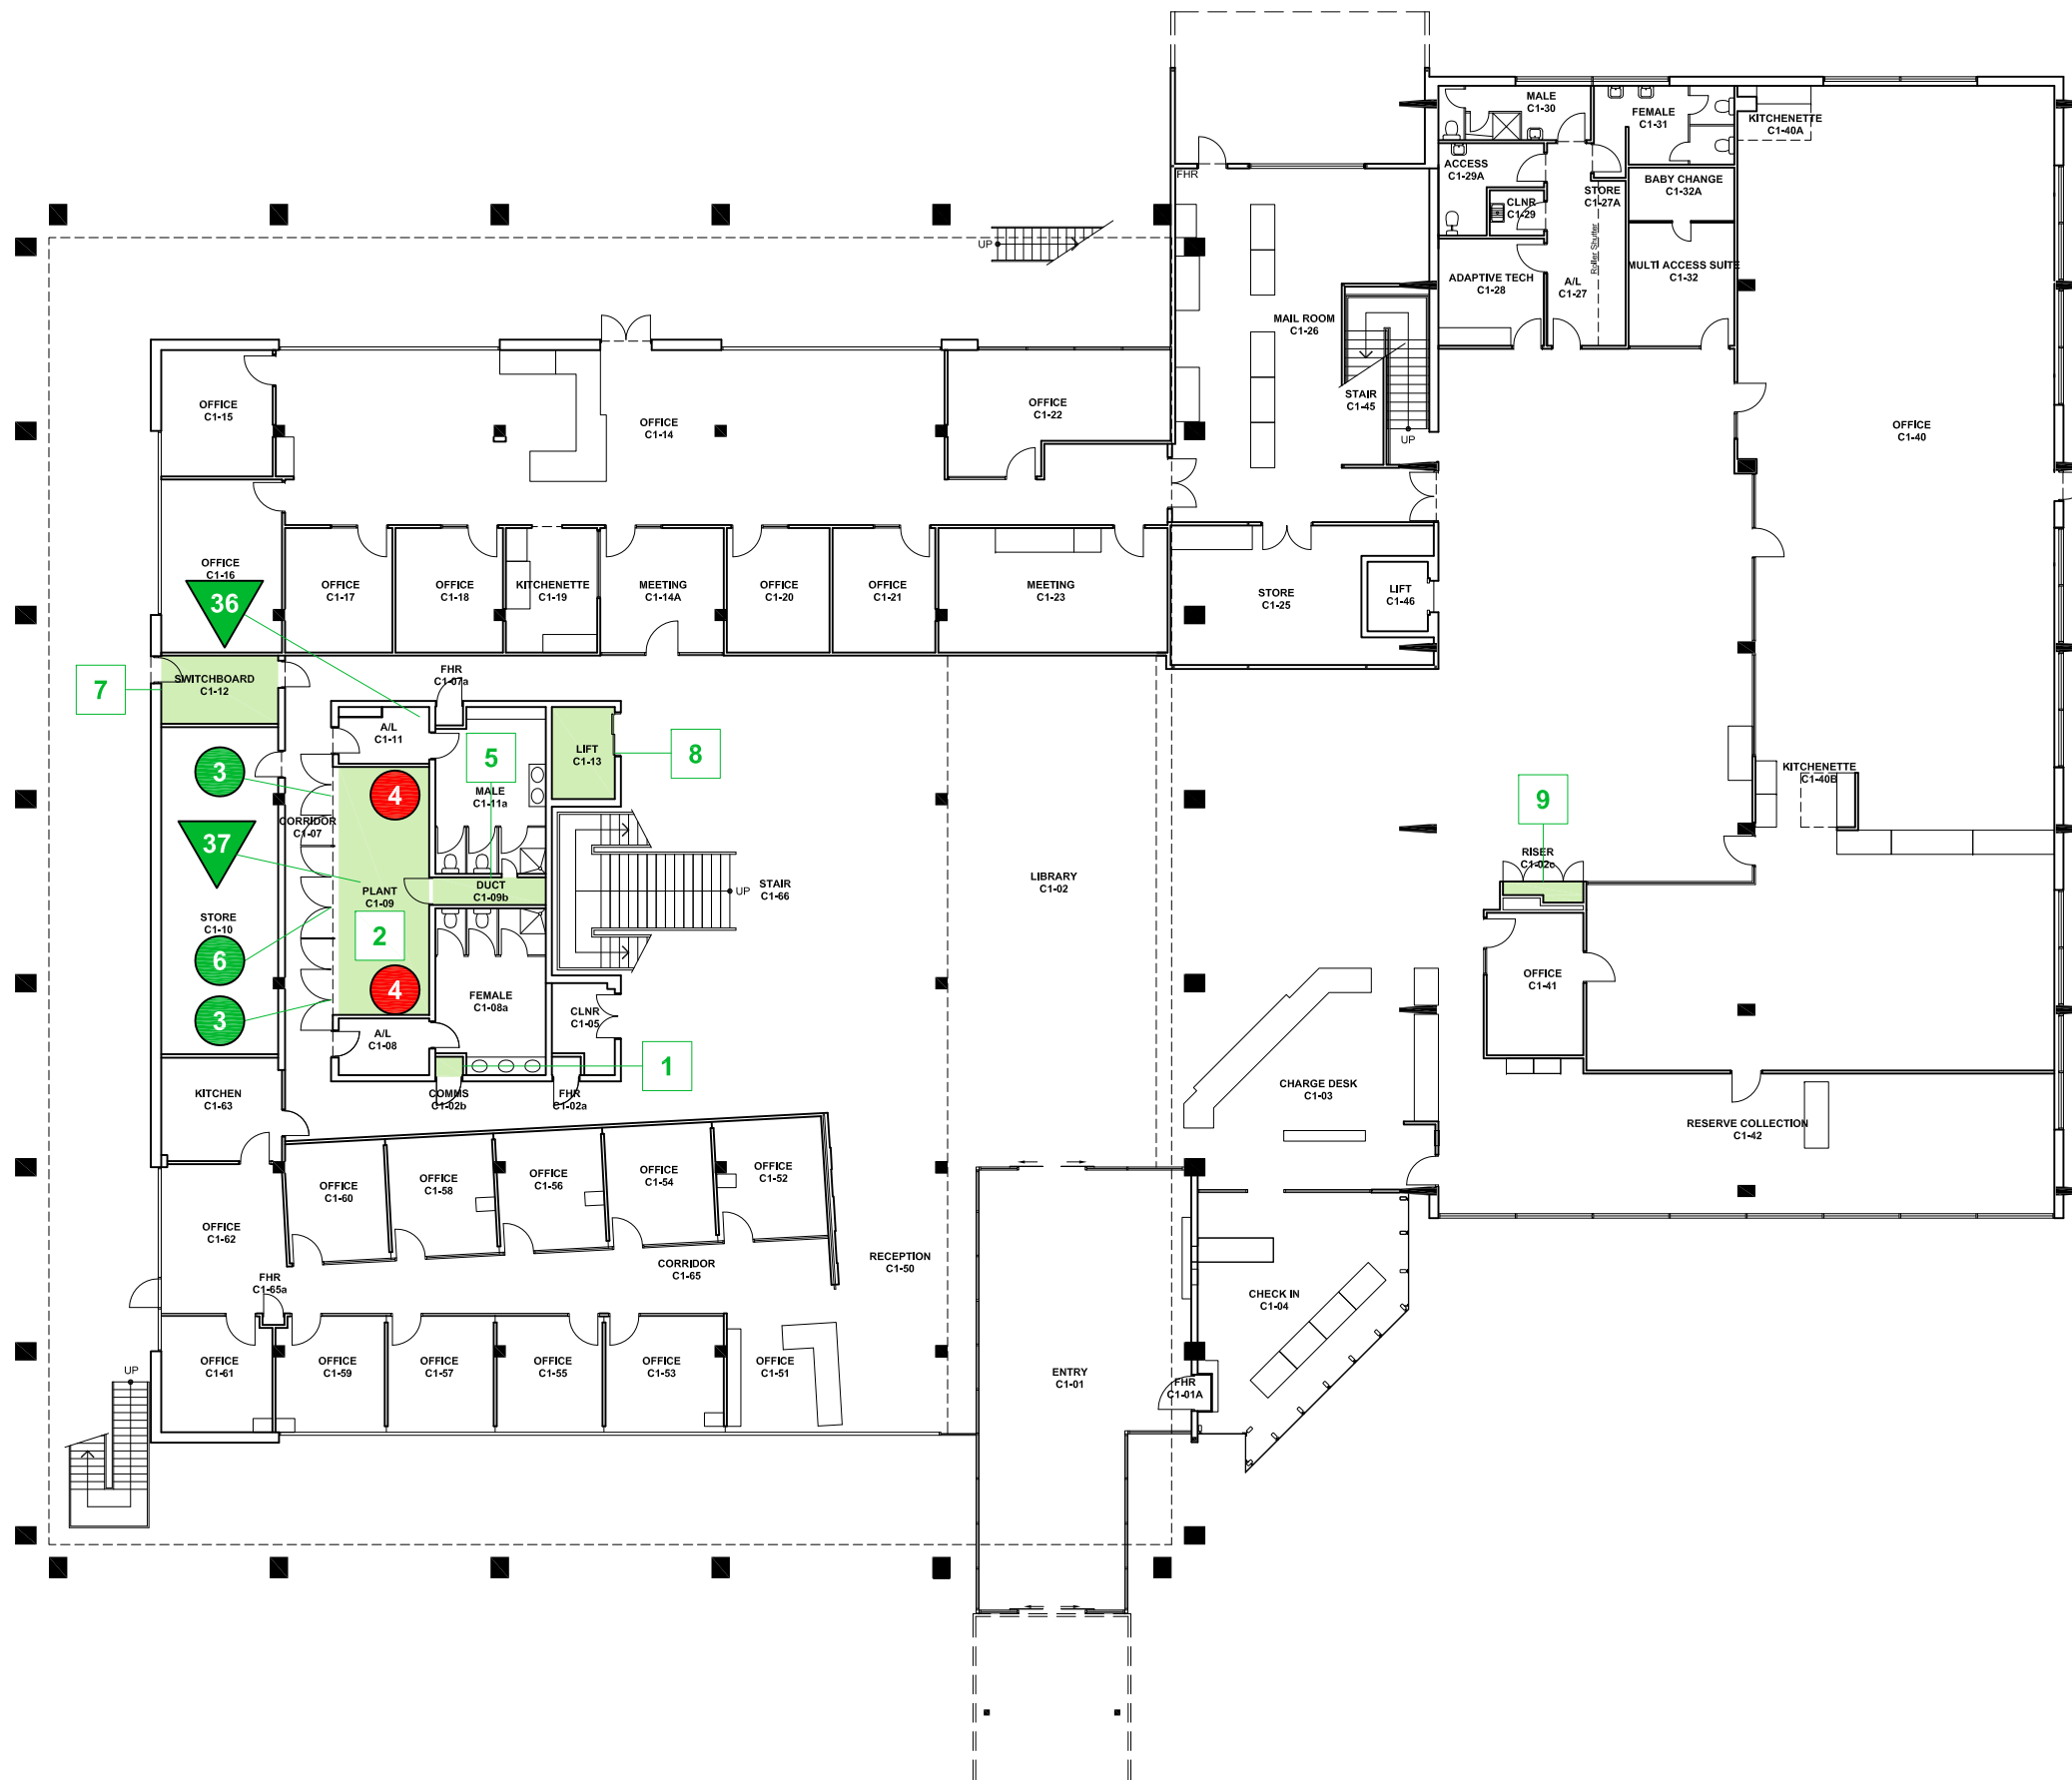 MALE
C1-30
FEMALE
C1-31
KITCHENETTE
C1-40A
ACCESS
C1-29A
FHR
BABY CHANGE
C1-32A
STORE
C1-27A
CLNR
C1-29
UP
Roller Shutter
ADAPTIVE TECH
C1-28
A/L
C1-27
MULTI ACCESS SUITE
C1-32
MAIL ROOM
C1-26
STAIR
C1-45
UP
OFFICE
C1-15
OFFICE
C1-14
OFFICE
C1-22
OFFICE
C1-40
OFFICE
C1-16
36
OFFICE
C1-17
OFFICE
C1-18
KITCHENETTE
C1-19
MEETING
C1-14A
OFFICE
C1-20
OFFICE
C1-21
MEETING
C1-23
STORE
C1-25
LIFT
C1-46
7
SWITCHBOARD
C1-12
FHR
C1-07a
A/L
C1-11
5
LIFT
C1-13
8
3
4
MALE
C1-11a
CORRIDOR
C1-07
KITCHENETTE
C1-40B
9
37
RISER
C1-02c
PLANT
C1-09
DUCT
C1-09b
UP
STAIR
C1-66
LIBRARY
C1-02
STORE
C1-10
2
6
4
3
FEMALE
C1-08a
CLNR
C1-05
OFFICE
C1-41
A/L
C1-08
1
KITCHEN
C1-63
COMMS
C1-02b
FHR
C1-02a
CHARGE DESK
C1-03
RESERVE COLLECTION
C1-42
OFFICE
C1-60
OFFICE
C1-58
OFFICE
C1-56
OFFICE
C1-54
OFFICE
C1-52
OFFICE
C1-62
RECEPTION
C1-50
CORRIDOR
C1-65
FHR
C1-65a
CHECK IN
C1-04
UP
OFFICE
C1-61
OFFICE
C1-59
OFFICE
C1-57
OFFICE
C1-55
OFFICE
C1-53
OFFICE
C1-51
ENTRY
C1-01
FHR
C1-01A